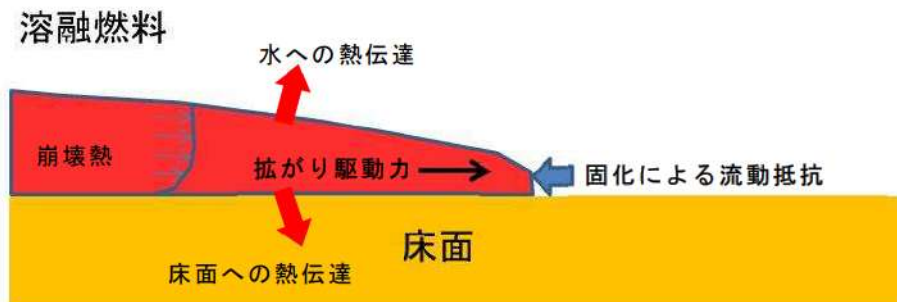 溶融燃料
水への熱伝達
崩壊熱
拡がり駆動力
固化による流動抵抗
床面
床面への熱伝達